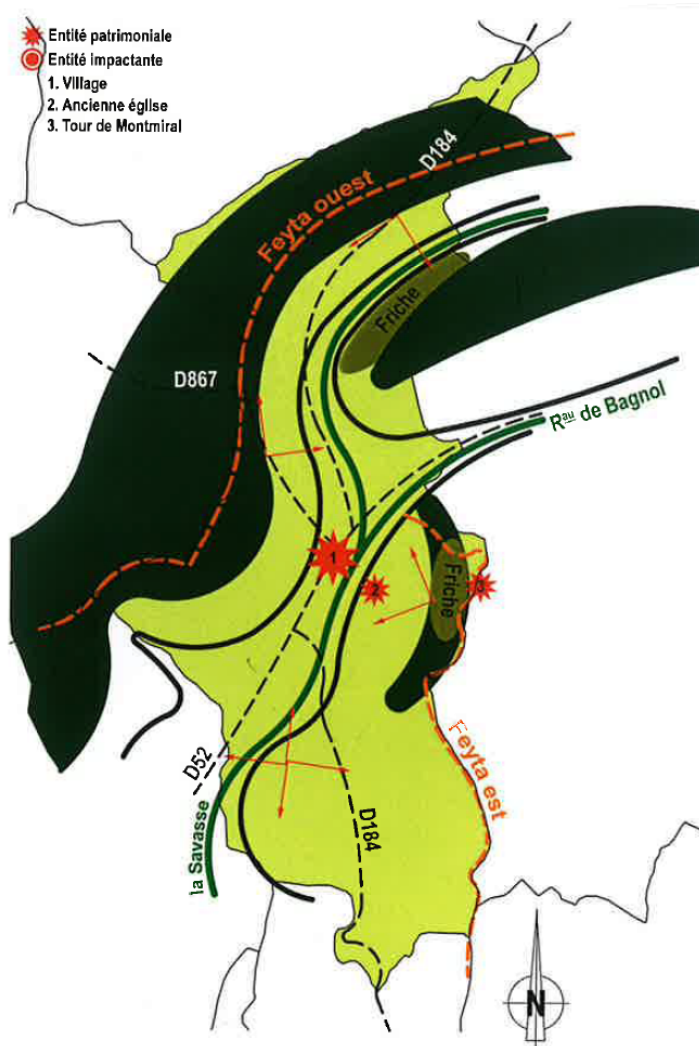 Entité patrimoniale
Entité impactante
1. Village
2. Ancienne église
3. Tour de Montmiral
D184
Feyta ouest
Friche
D867
Rau de Bagnol
1
2
3
Friche
Feyta est
D52
D184
la Savasse
N